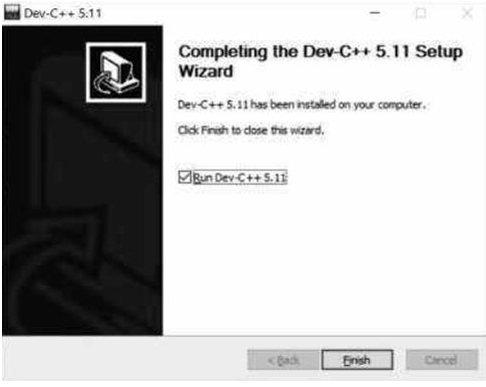 Dev-C++ 5.11
Completing the Dev-C++ 5.11 Setup
Wizard
Dev-C++ 5.11 has been installed on your computer.
Click Finish to close this wizard.
Run Dev-C++ 5.11
< Back
Finish
Cancel